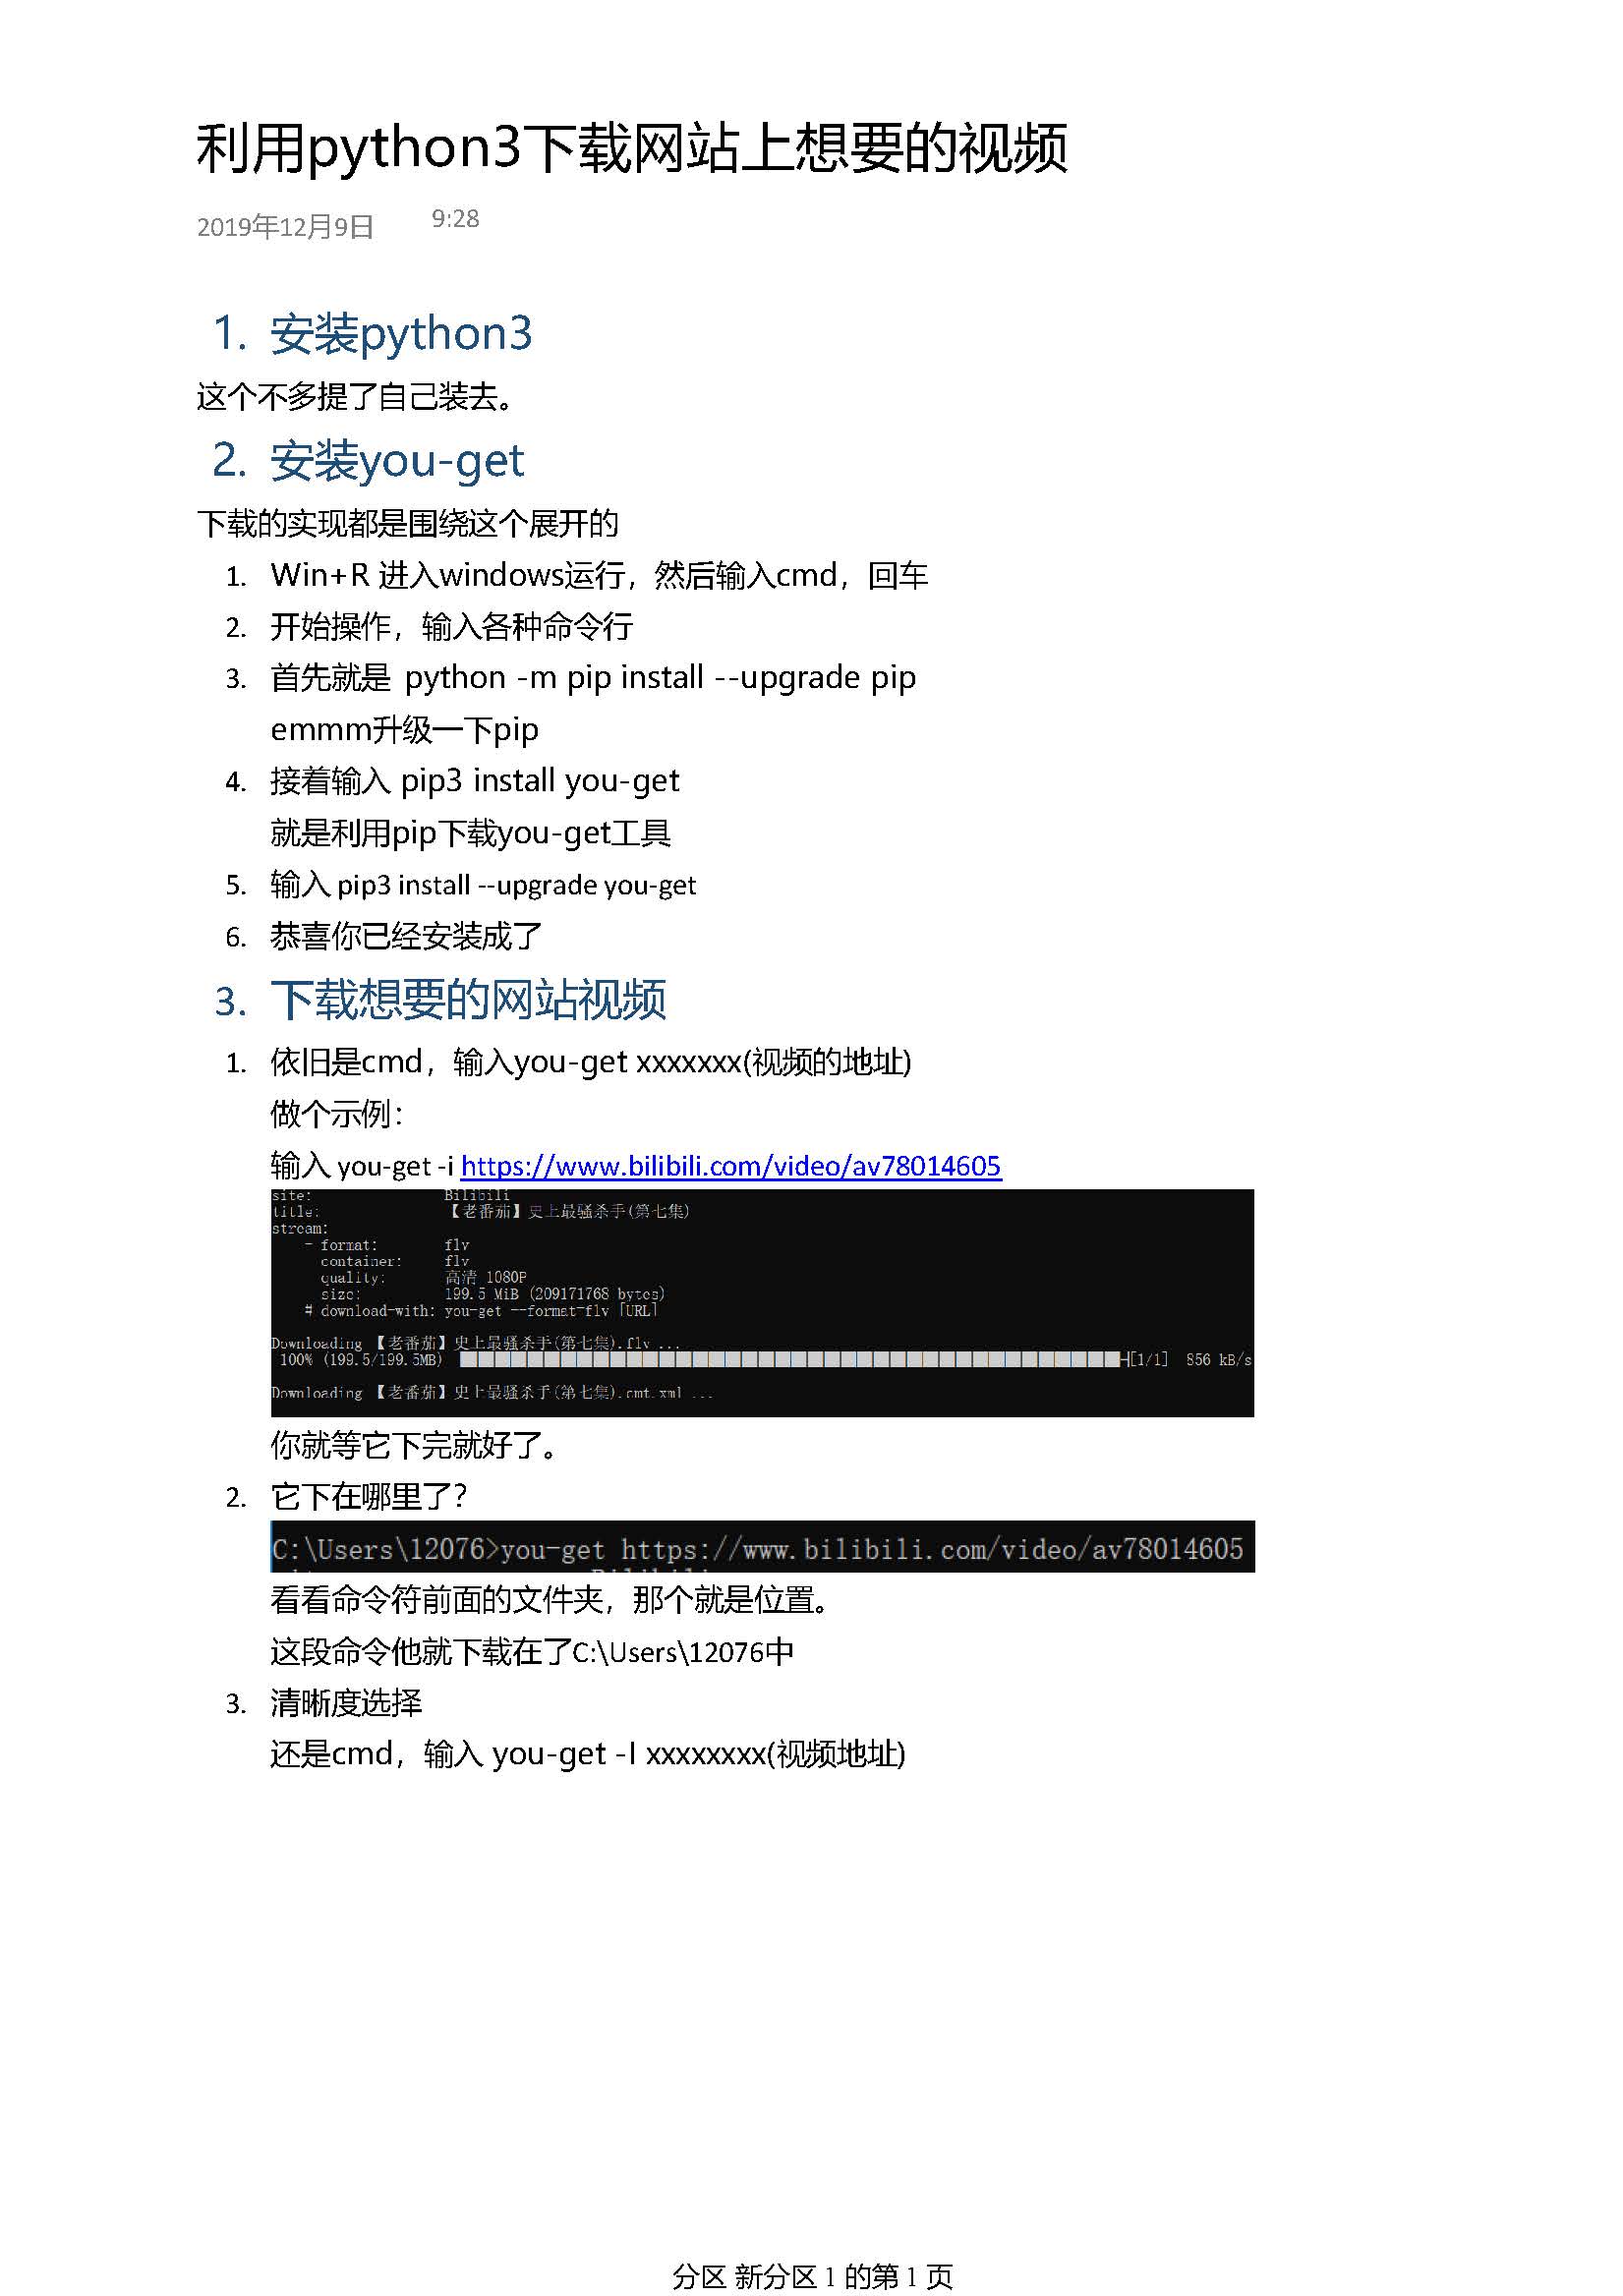 利用python3下载网站上想要的视频
2019年12月9日 9:28
1. 安装python3
这个不多提了自己装去。
2. 安装you-get
下载的实现都是围绕这个展开的
1. Win+R 进入windows运行，然后输入cmd，回车
2. 开始操作，输入各种命令行
3. 首先就是 python -m pip install --upgrade pip
emmm升级一下pip
4. 接着输入 pip3 install you-get
就是利用pip下载you-get工具
5. 输入 pip3 install --upgrade you-get
6. 恭喜你已经安装成了
3. 下载想要的网站视频
1. 依旧是cmd，输入you-get xxxxxxx(视频的地址)
做个示例：
输入 you-get -i https://www.bilibili.com/video/av78014605
site: Bilibili
title: 【老番茄】史上最骚杀手(第七集)
stream:
- format: flv
container: flv
quality: 高清 1080P
size: 199.5 MiB (209171768 bytes)
# download-with: you-get --format=flv [URL]
Downloading 【老番茄】史上最骚杀手(第七集).flv ...
100% (199.5/199.5MB) ┤[1/1] 856 kB/s
Downloading 【老番茄】史上最骚杀手(第七集).cmt.xml ...
你就等它下完就好了。
2. 它下在哪里了？
C:\Users\12076>you-get https://www.bilibili.com/video/av78014605
看看命令符前面的文件夹，那个就是位置。
这段命令他就下载在了C:\Users\12076中
3. 清晰度选择
还是cmd，输入 you-get -I xxxxxxxx(视频地址)
分区 新分区 1 的第 1 页